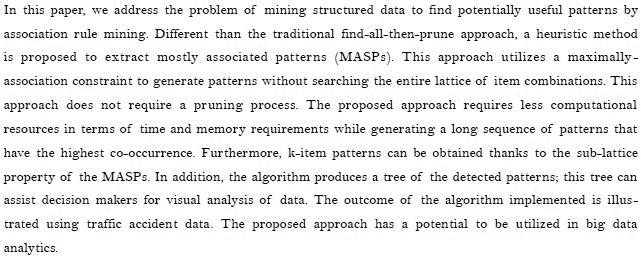 In this paper, we address the problem of mining structured data to find potentially useful patterns by
association rule mining. Different than the traditional find-all-then-prune approach, a heuristic method
is proposed to extract mostly associated patterns (MASPs). This approach utilizes a maximally-
association constraint to generate patterns without searching the entire lattice of item combinations. This
approach does not require a pruning process. The proposed approach requires less computational
resources in terms of time and memory requirements while generating a long sequence of patterns that
have the highest co-occurrence. Furthermore, k-item patterns can be obtained thanks to the sub-lattice
property of the MASPs. In addition, the algorithm produces a tree of the detected patterns; this tree can
assist decision makers for visual analysis of data. The outcome of the algorithm implemented is illus-
trated using traffic accident data. The proposed approach has a potential to be utilized in big data
analytics.